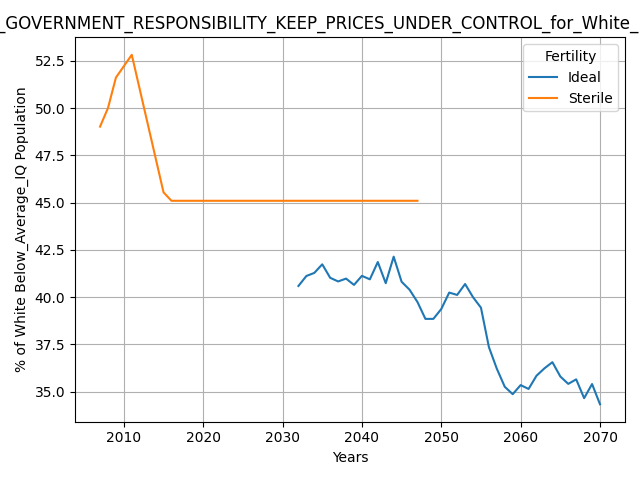 _GOVERNMENT_RESPONSIBILITY_KEEP_PRICES_UNDER_CONTROL_for_White_
Fertility
Ideal
Sterile
52.5
50.0
47.5
45.0
42.5
40.0
37.5
35.0
% of White Below_Average_IQ Population
2010 2020 2030 2040 2050 2060 2070
Years